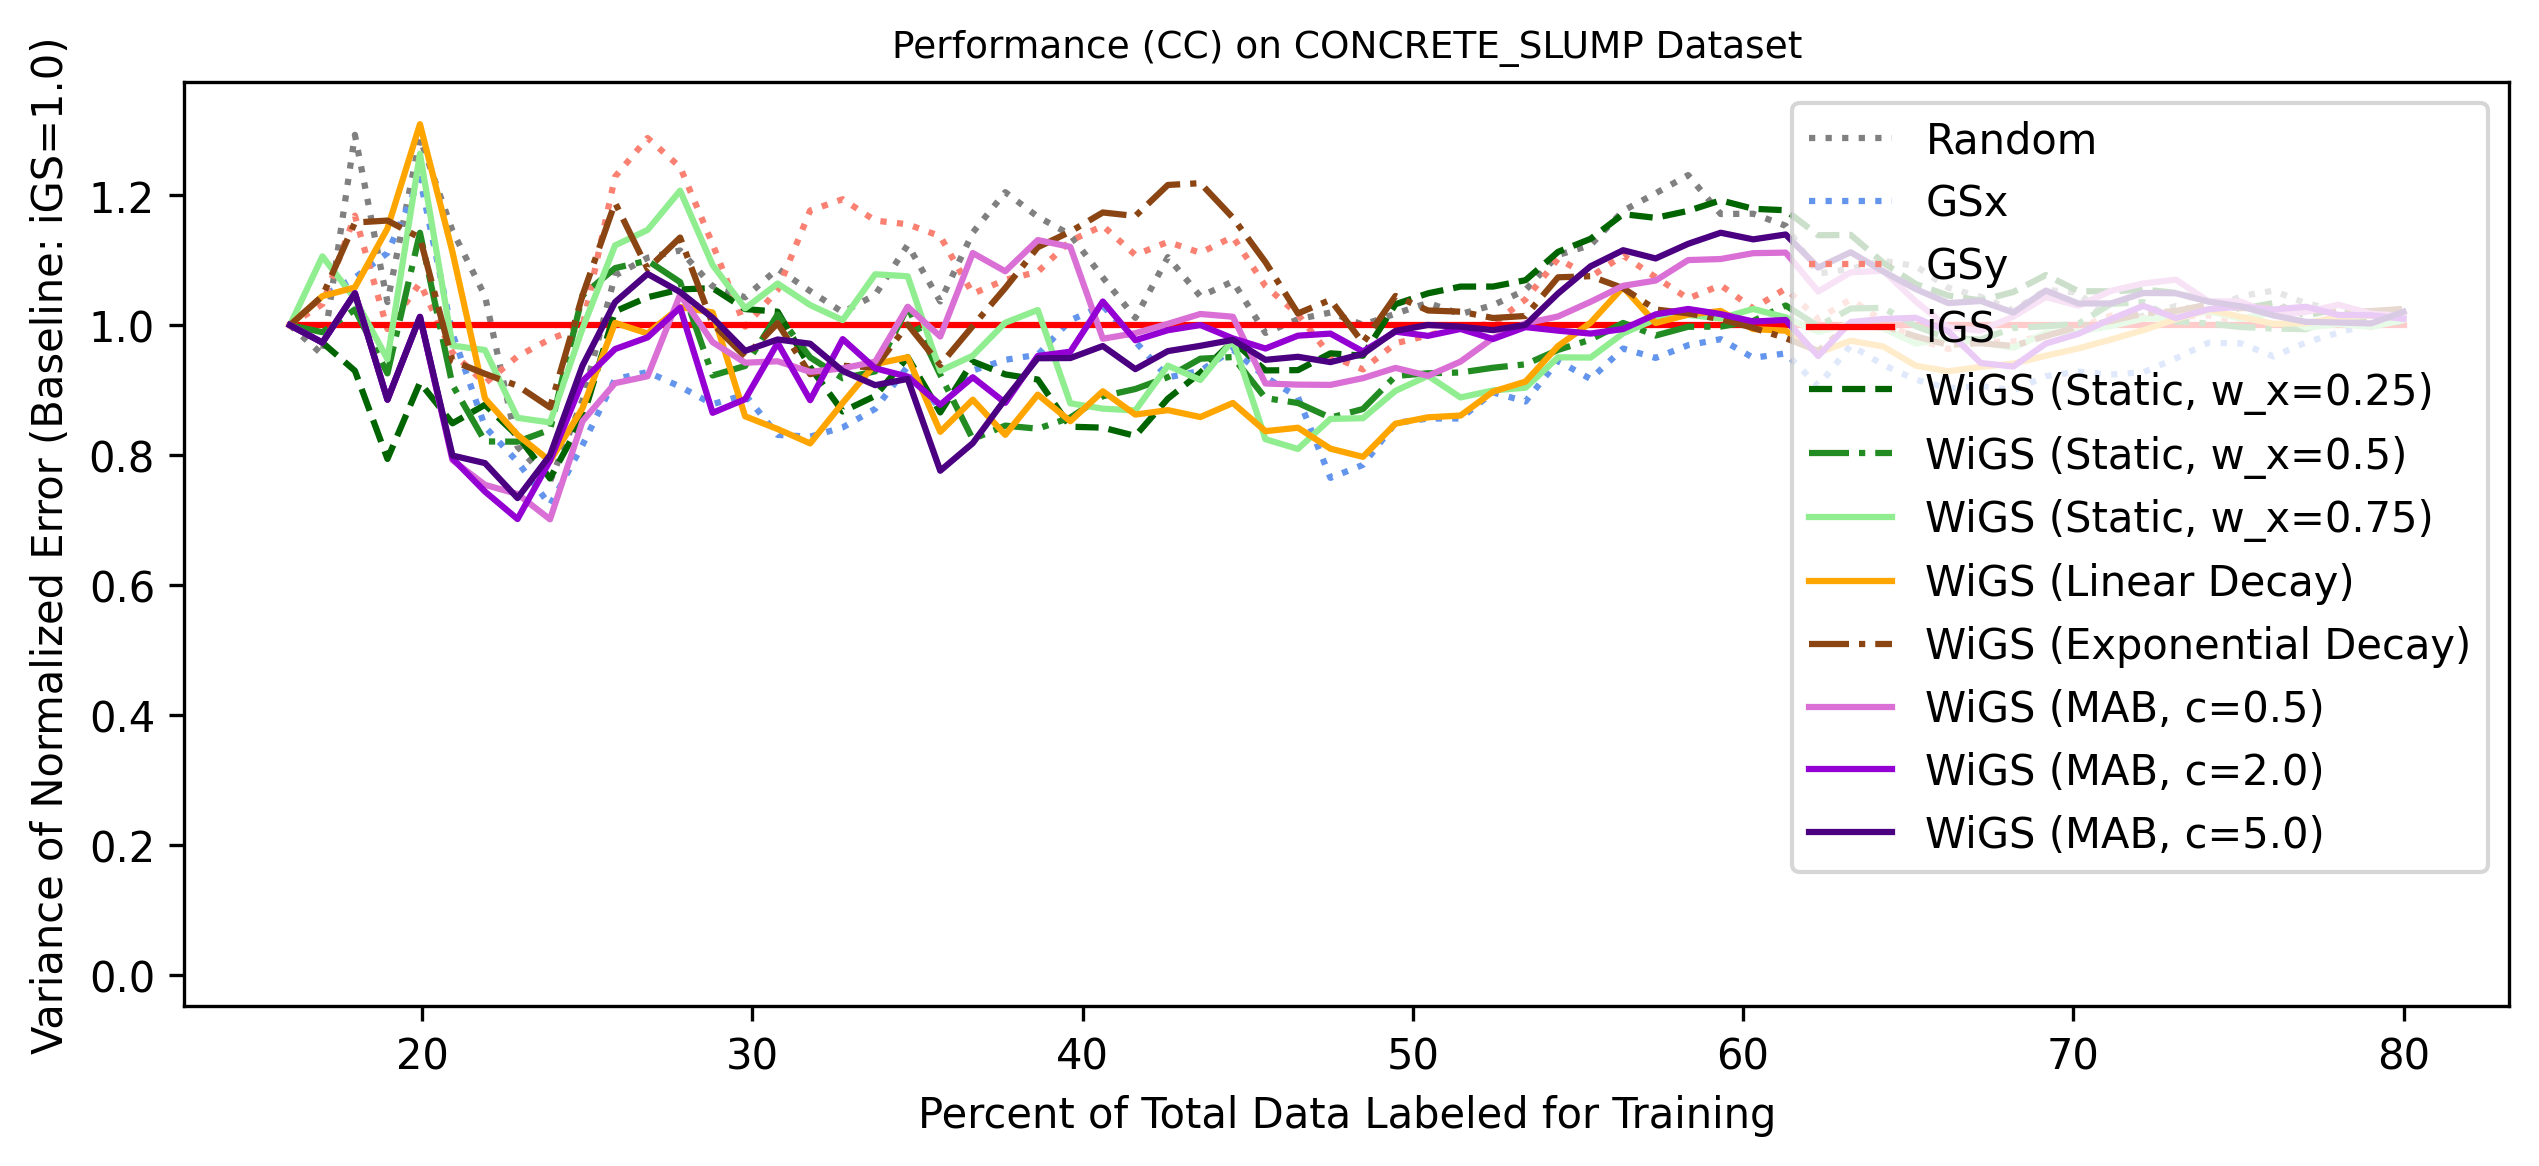 Performance (CC) on CONCRETE_SLUMP Dataset
Variance of Normalized Error (Baseline: iGS=1.0)
1.2
1.0
0.8
0.6
0.4
0.2
0.0
20
30
40
50
60
70
80
Percent of Total Data Labeled for Training
Random
GSx
GSy
iGS
WiGS (Static, w_x=0.25)
WiGS (Static, w_x=0.5)
WiGS (Static, w_x=0.75)
WiGS (Linear Decay)
WiGS (Exponential Decay)
WiGS (MAB, c=0.5)
WiGS (MAB, c=2.0)
WiGS (MAB, c=5.0)